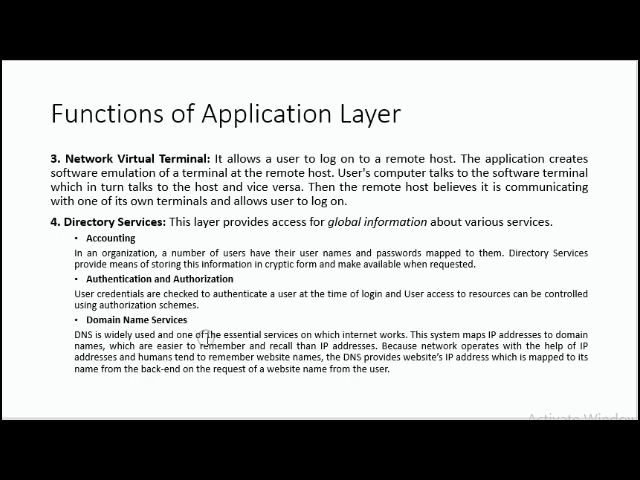 Functions of Application Layer
3. Network Virtual Terminal: It allows a user to log on to a remote host. The application creates
software emulation of a terminal at the remote host. User's computer talks to the software terminal
which in turn talks to the host and vice versa. Then the remote host believes it is communicating
with one of its own terminals and allows user to log on.
4. Directory Services: This layer provides access for global information about various services.
• Accounting
In an organization, a number of users have their user names and passwords mapped to them. Directory Services
provide means of storing this information in cryptic form and make available when requested.
• Authentication and Authorization
User credentials are checked to authenticate a user at the time of login and User access to resources can be controlled
using authorization schemes.
• Domain Name Services
DNS is widely used and one of the essential services on which internet works. This system maps IP addresses to domain
names, which are easier to remember and recall than IP addresses. Because network operates with the help of IP
addresses and humans tend to remember website names, the DNS provides website's IP address which is mapped to its
name from the back-end on the request of a website name from the user.
Activate Window